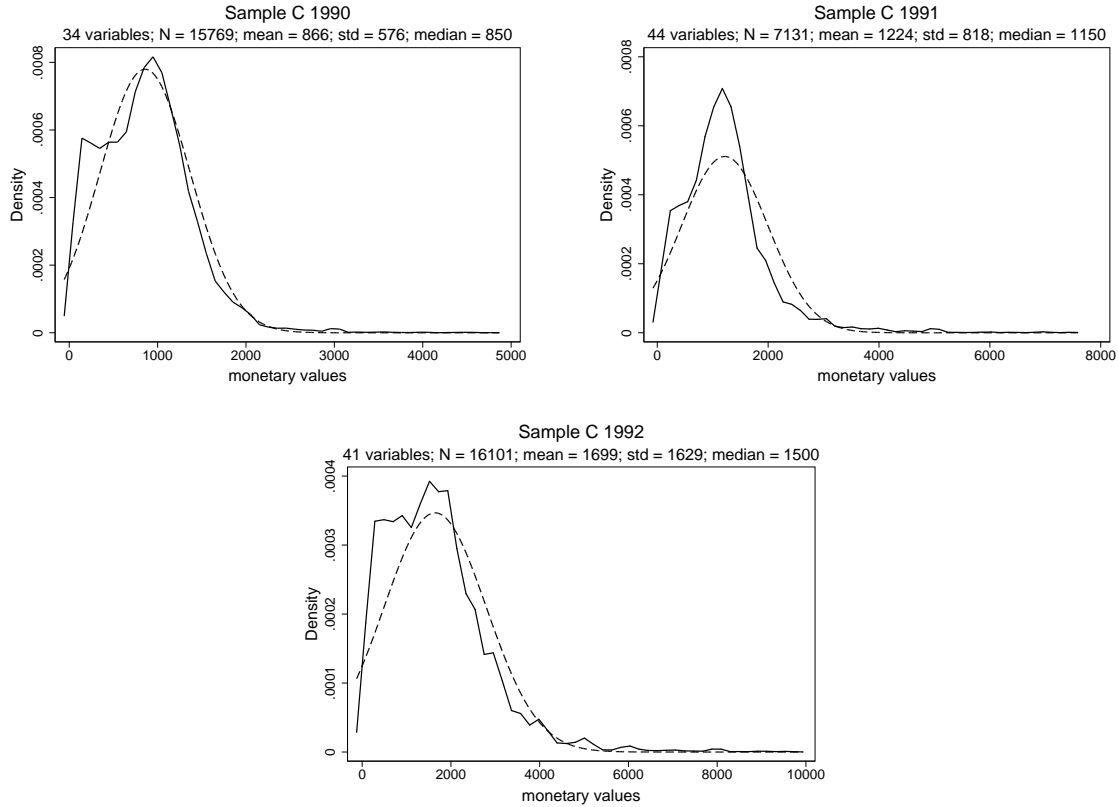 Sample C 1990
34 variables; N = 15769; mean = 866; std = 576; median = 850
Density
.0008
.0006
.0004
.0002
0
0 1000 2000 3000 4000 5000
monetary values
Sample C 1991
44 variables; N = 7131; mean = 1224; std = 818; median = 1150
Density
.0008
.0006
.0004
.0002
0
0 2000 4000 6000 8000
monetary values
Sample C 1992
41 variables; N = 16101; mean = 1699; std = 1629; median = 1500
Density
.0004
.0003
.0002
.0001
0
0 2000 4000 6000 8000 10000
monetary values